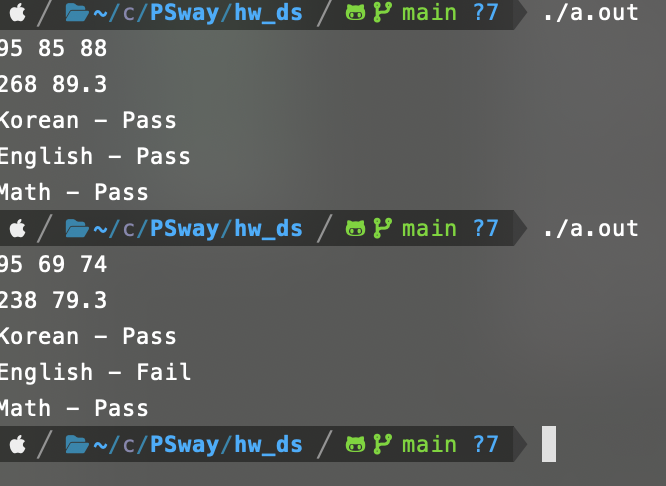 ~/c/PSway/hw_ds / main ?7 ./a.out
95 85 88
268 89.3
Korean - Pass
English - Pass
Math - Pass
~/c/PSway/hw_ds / main ?7 ./a.out
95 69 74
238 79.3
Korean - Pass
English - Fail
Math - Pass
~/c/PSway/hw_ds / main ?7